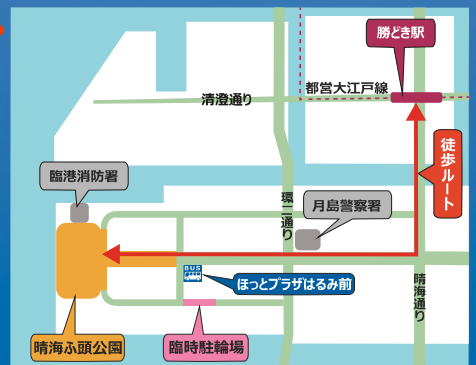 勝どき駅
都営大江戸線
清澄通り
徒歩ルート
臨港消防署
環二通り
月島警察署
BUS
ほっとプラザはるみ前
晴海通り
晴海ふ頭公園
臨時駐輪場